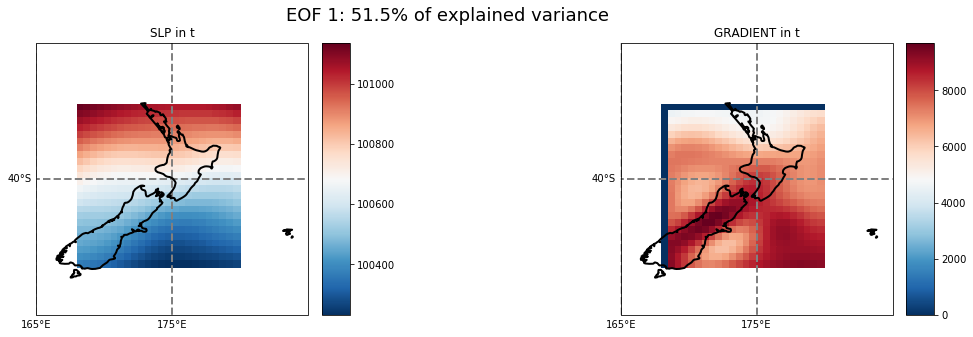 EOF 1: 51.5% of explained variance
SLP in t
GRADIENT in t
101000
100800
100600
100400
40°S
165°E
175°E
8000
6000
4000
2000
0
40°S
165°E
175°E